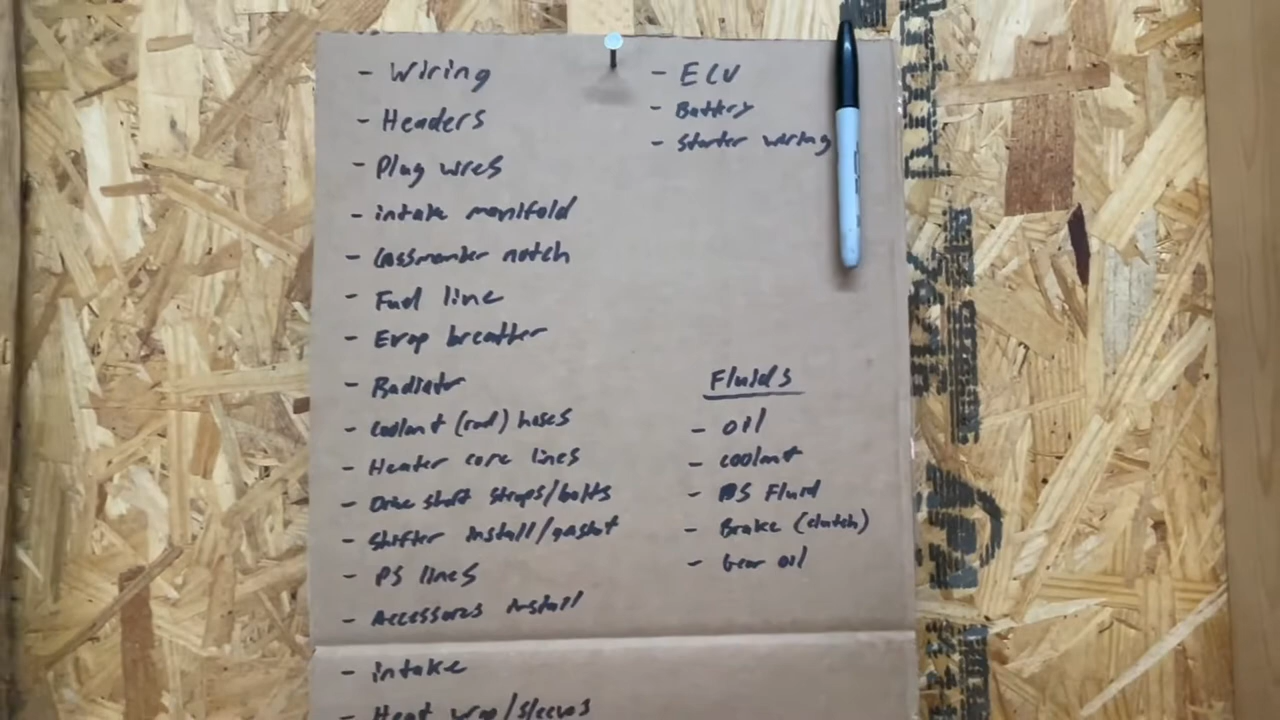 - Wiring
- Headers
- Plug wires
- intake manifold
- Crossmember notch
- Fuel line
- Evap breather
- Radiator
- Coolant (rad) hoses
- Heater core lines
- Drive shaft straps/bolts
- Shifter install/gasket
- PS lines
- Accessories install
- intake
- Heat wrap/sleeves
- ECU
- Battery
- Starter wiring
Fluids
- oil
- coolant
- PS Fluid
- Brake (clutch)
- Gear oil